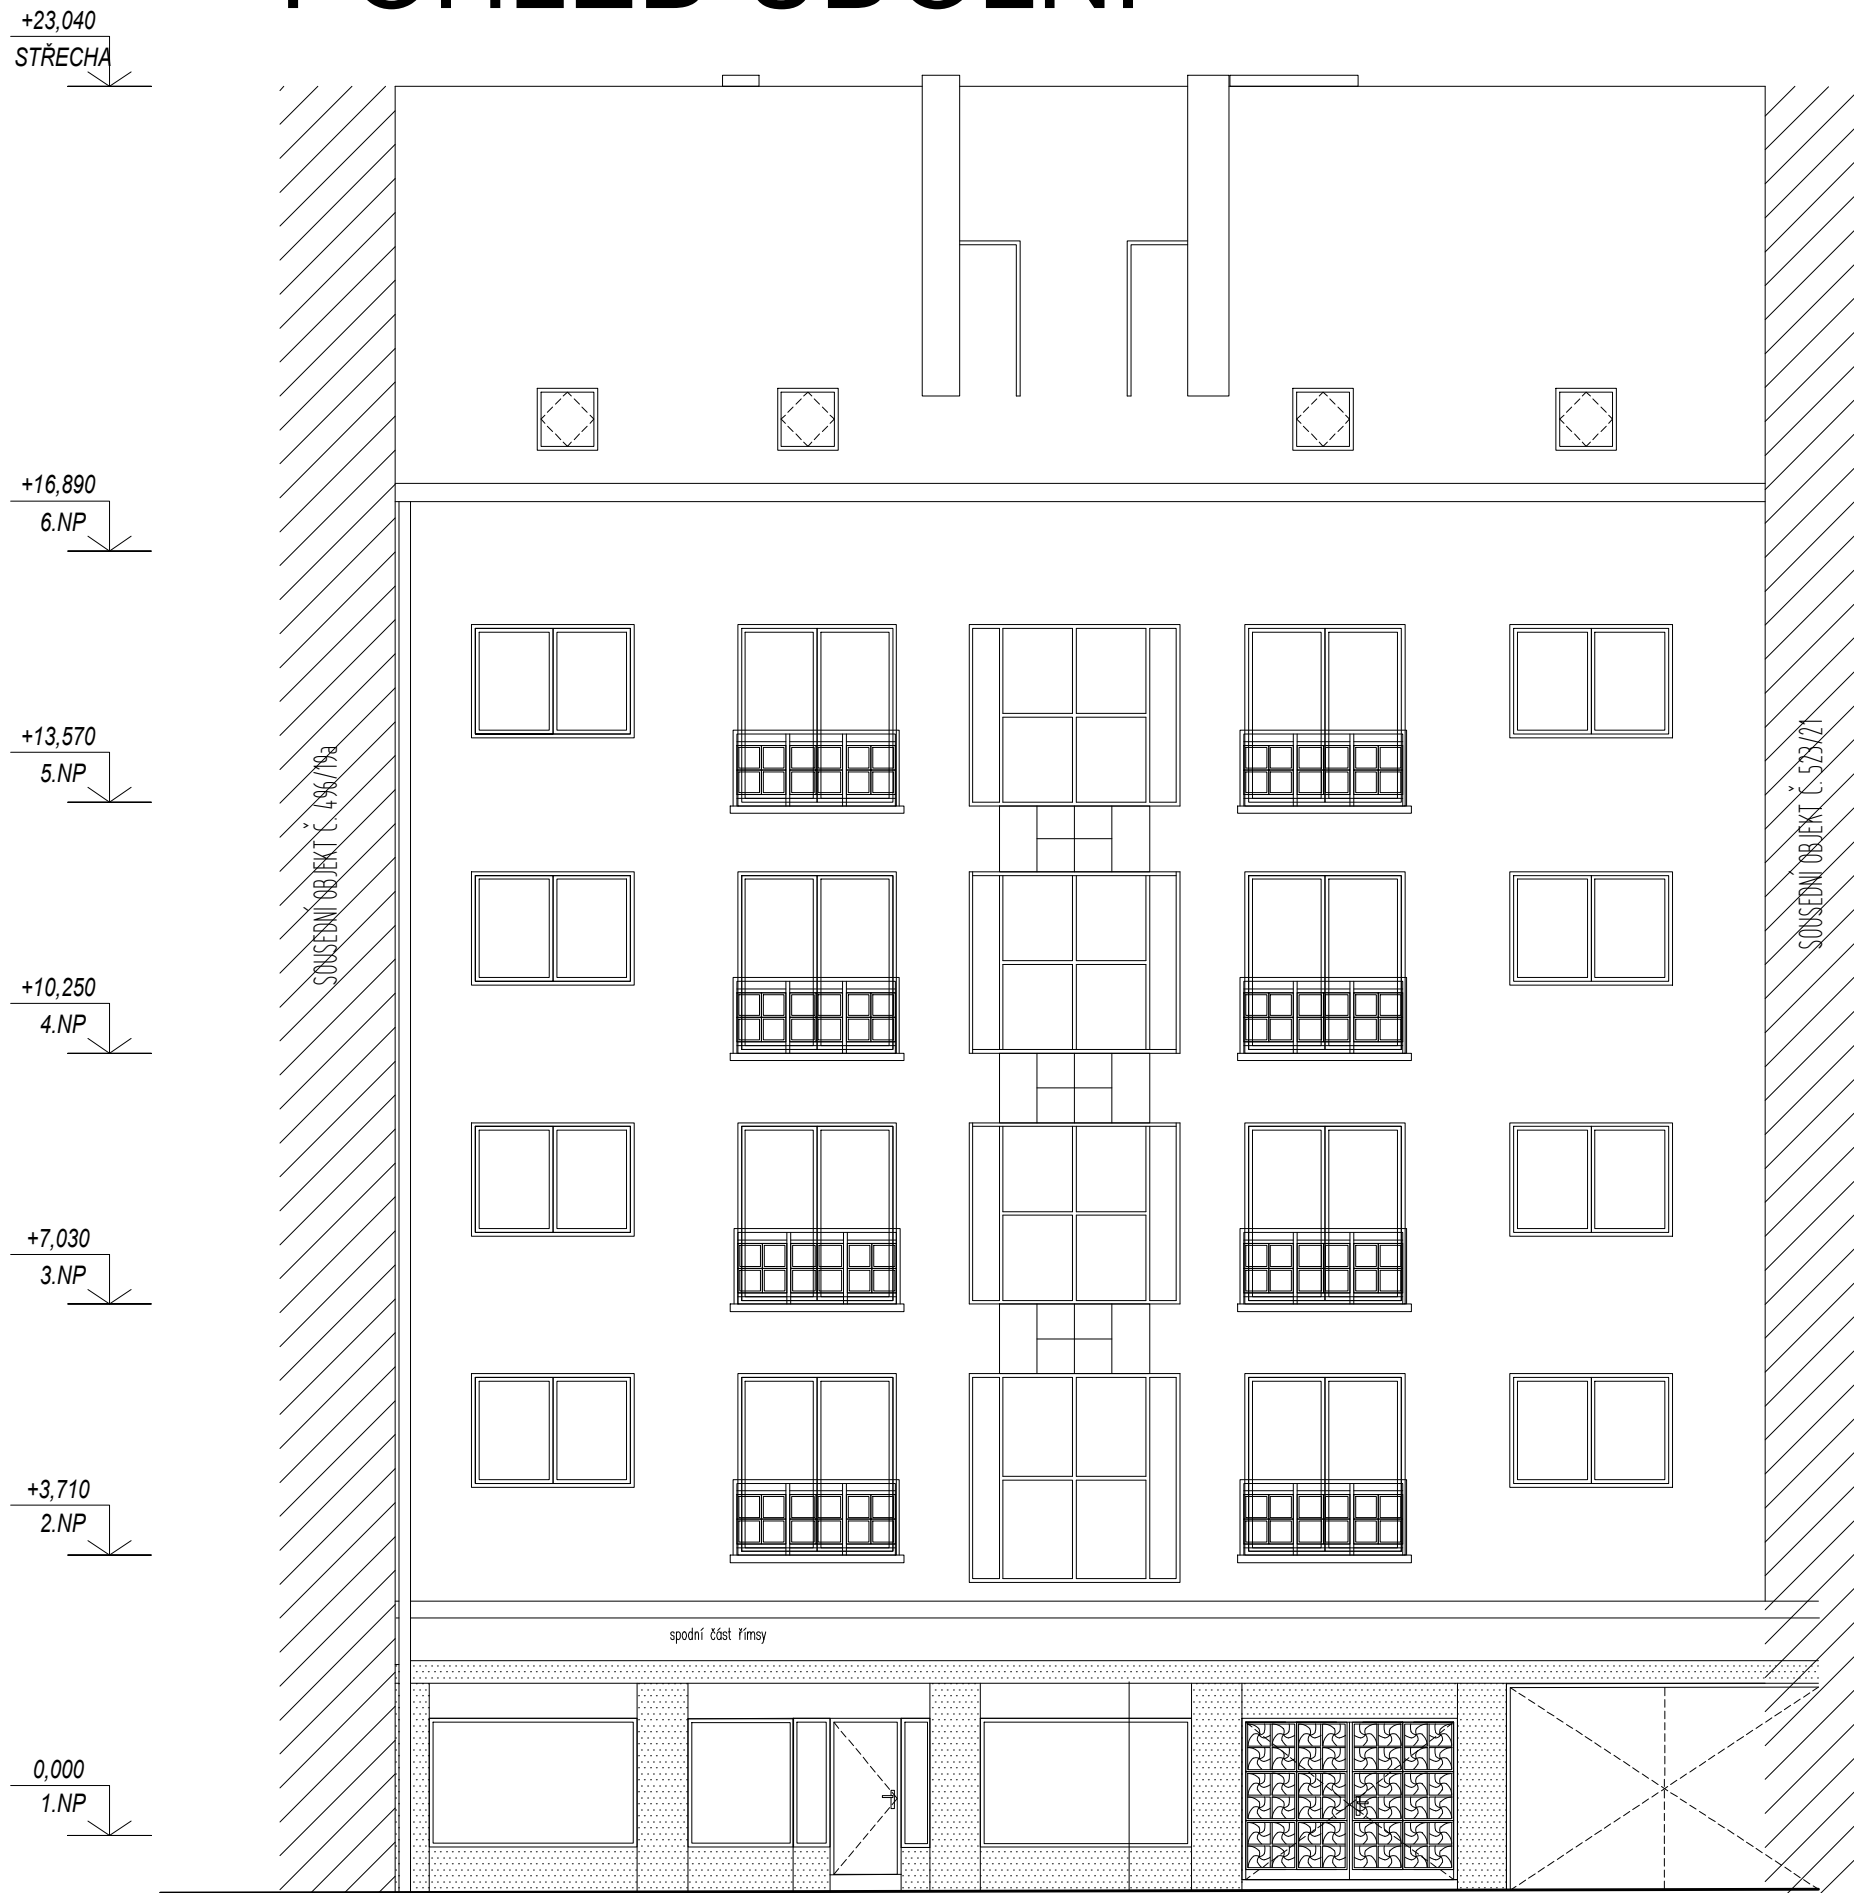 POHLED ÚDOLNÍ
+23,040
STŘECHA
+16,890
6.NP
+13,570
5.NP
SOUSEDNÍ OBJEKT Č. 496/19a
SOUSEDNÍ OBJEKT Č. 523/21
+10,250
4.NP
+7,030
3.NP
+3,710
2.NP
spodní část římsy
0,000
1.NP